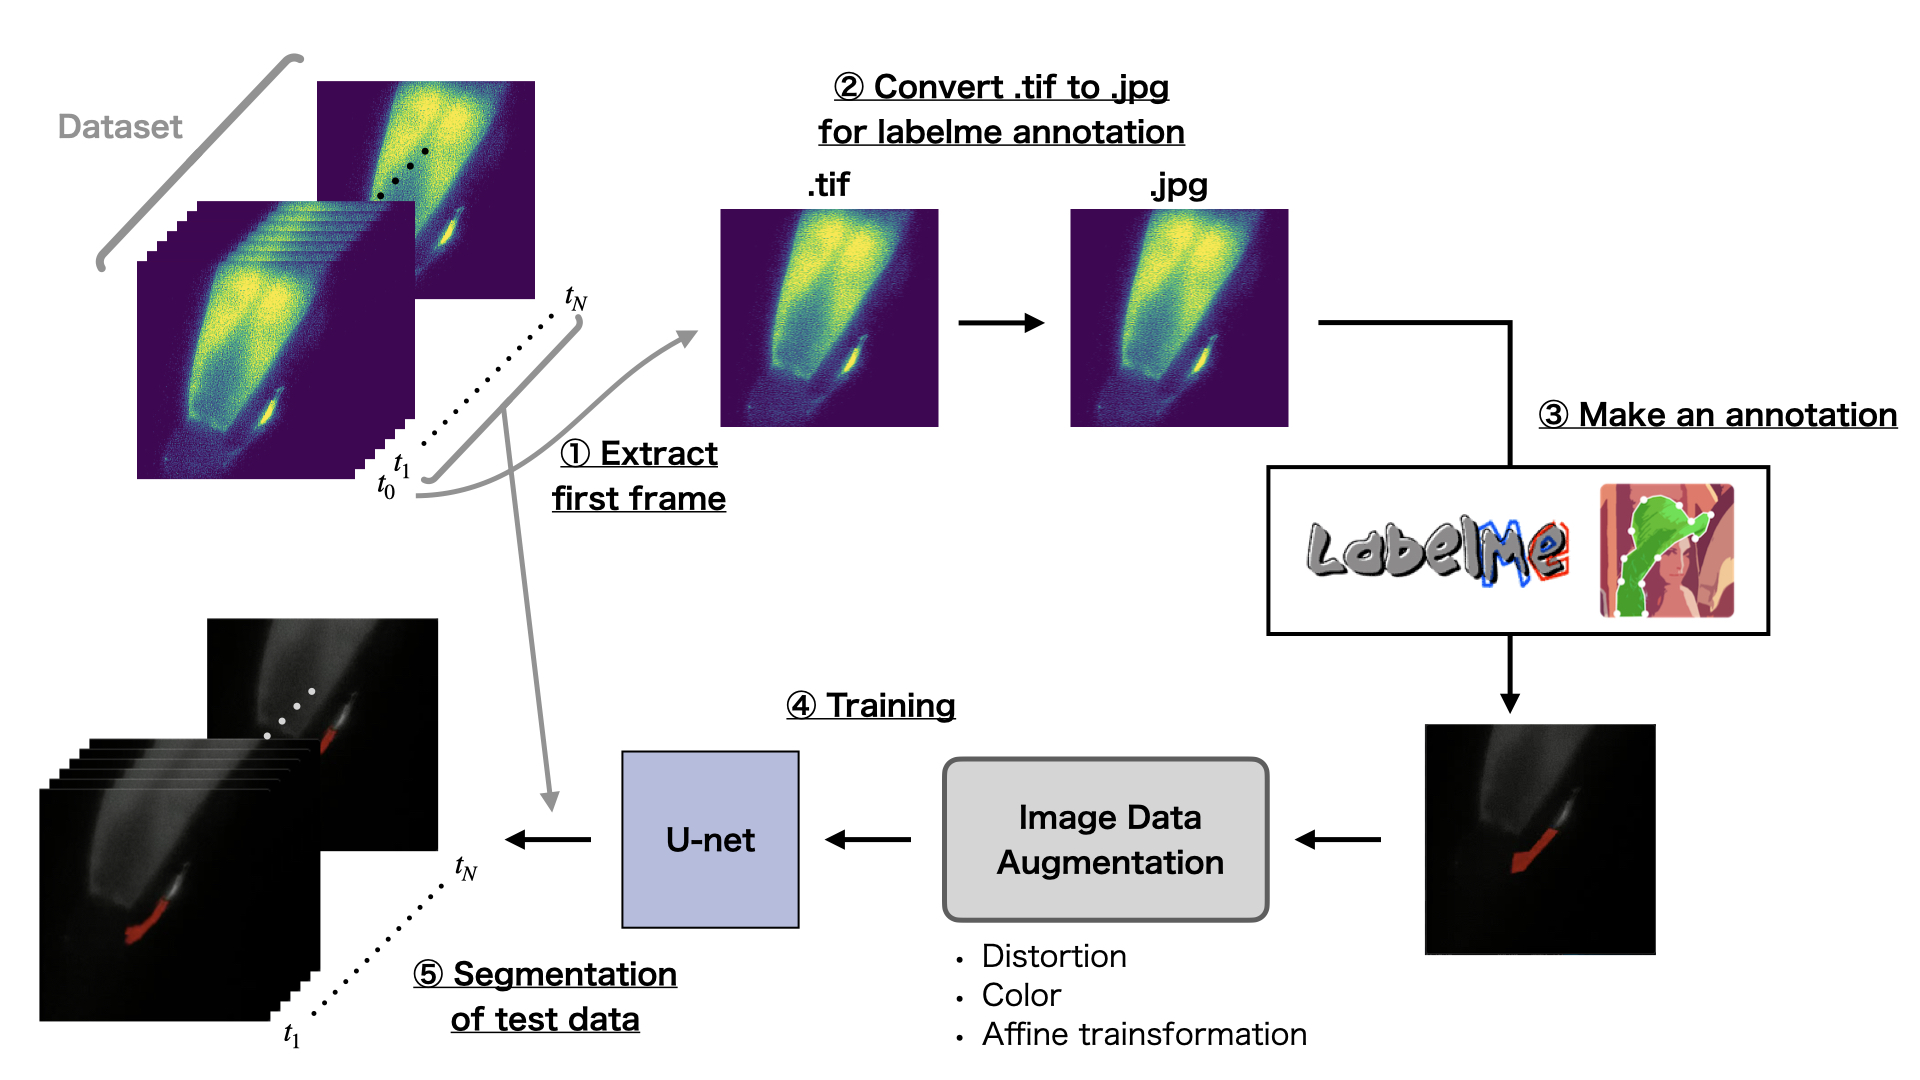 Dataset
t_N
t_1
t_0
① Extract
first frame
② Convert .tif to .jpg
for labelme annotation
.tif
.jpg
③ Make an annotation
LabelMe
④ Training
Image Data
Augmentation
• Distortion
• Color
• Affine trainsformation
U-net
⑤ Segmentation
of test data
t_N
t_1